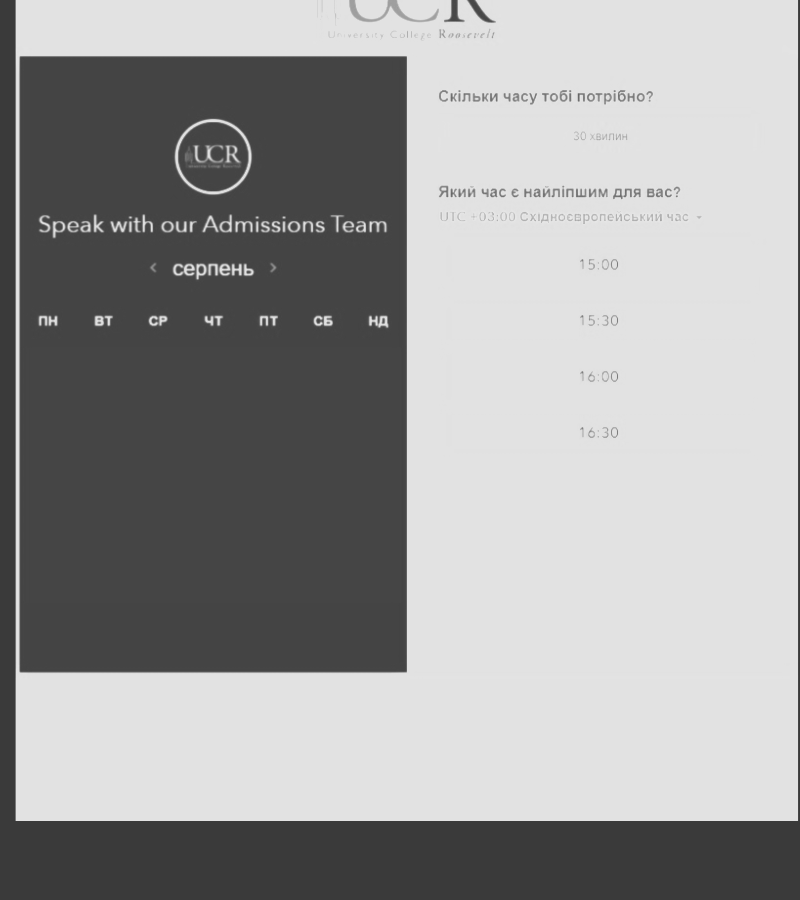 UCR
University College Roosevelt
UCR
Speak with our Admissions Team
‹ серпень ›
ПН ВТ СР ЧТ ПТ СБ НД
Скільки часу тобі потрібно?
30 хвилин
Який час є найліпшим для вас?
UTC +03:00 Східноєвропейський час
15:00
15:30
16:00
16:30